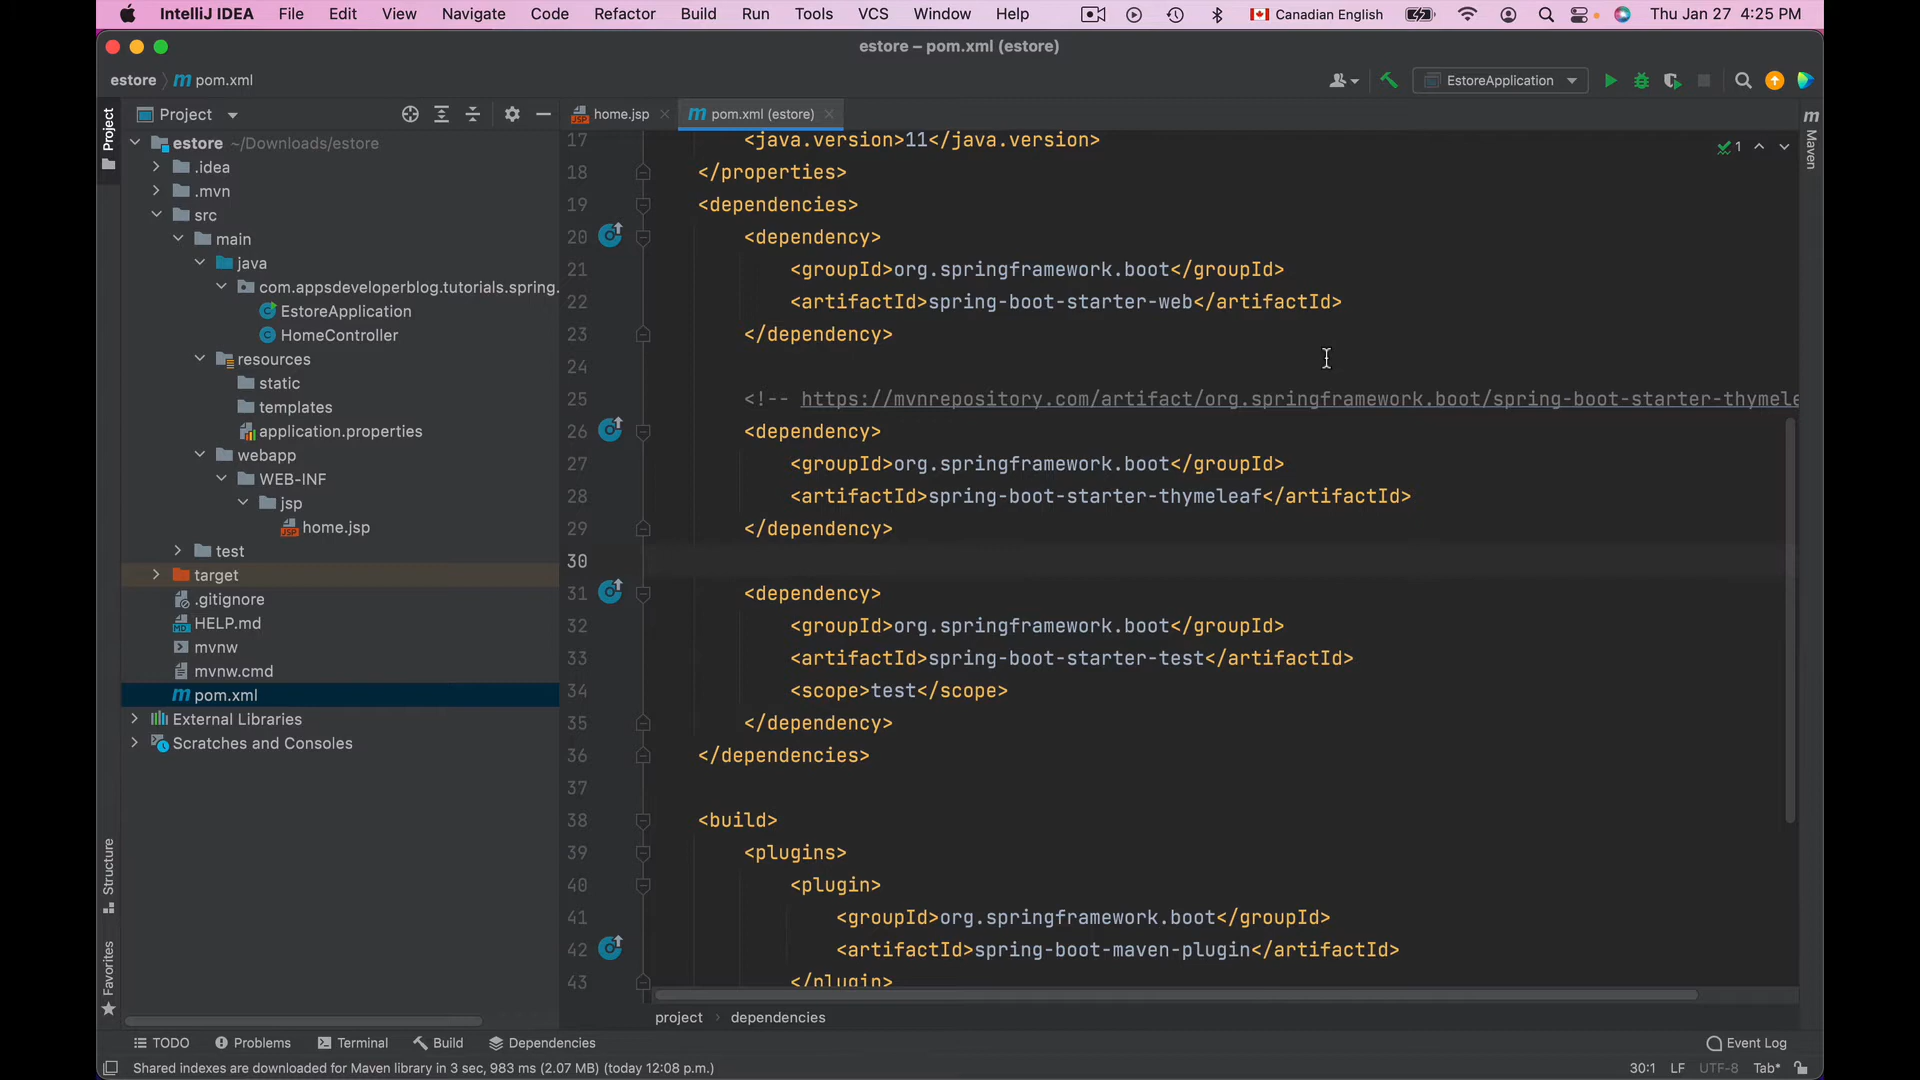 IntelliJ IDEA File Edit View Navigate Code Refactor Build Run Tools VCS Window Help Canadian English Thu Jan 27 4:25 PM
estore – pom.xml (estore)
estore pom.xml EstoreApplication
Project home.jsp pom.xml (estore)
Project
Structure
Favorites
estore ~/Downloads/estore
.idea
.mvn
src
main
java
com.appsdeveloperblog.tutorials.spring.
EstoreApplication
HomeController
resources
static
templates
application.properties
webapp
WEB-INF
jsp
home.jsp
test
target
.gitignore
HELP.md
mvnw
mvnw.cmd
pom.xml
External Libraries
Scratches and Consoles
17 <java.version>11</java.version>
18 </properties>
19 <dependencies>
20 <dependency>
21 <groupId>org.springframework.boot</groupId>
22 <artifactId>spring-boot-starter-web</artifactId>
23 </dependency>
24
25 <!-- https://mvnrepository.com/artifact/org.springframework.boot/spring-boot-starter-thymele
26 <dependency>
27 <groupId>org.springframework.boot</groupId>
28 <artifactId>spring-boot-starter-thymeleaf</artifactId>
29 </dependency>
30
31 <dependency>
32 <groupId>org.springframework.boot</groupId>
33 <artifactId>spring-boot-starter-test</artifactId>
34 <scope>test</scope>
35 </dependency>
36 </dependencies>
37
38 <build>
39 <plugins>
40 <plugin>
41 <groupId>org.springframework.boot</groupId>
42 <artifactId>spring-boot-maven-plugin</artifactId>
43 </plugin>
1
m Maven
project dependencies
TODO Problems Terminal Build Dependencies Event Log
Shared indexes are downloaded for Maven library in 3 sec, 983 ms (2.07 MB) (today 12:08 p.m.) 30:1 LF UTF-8 Tab*